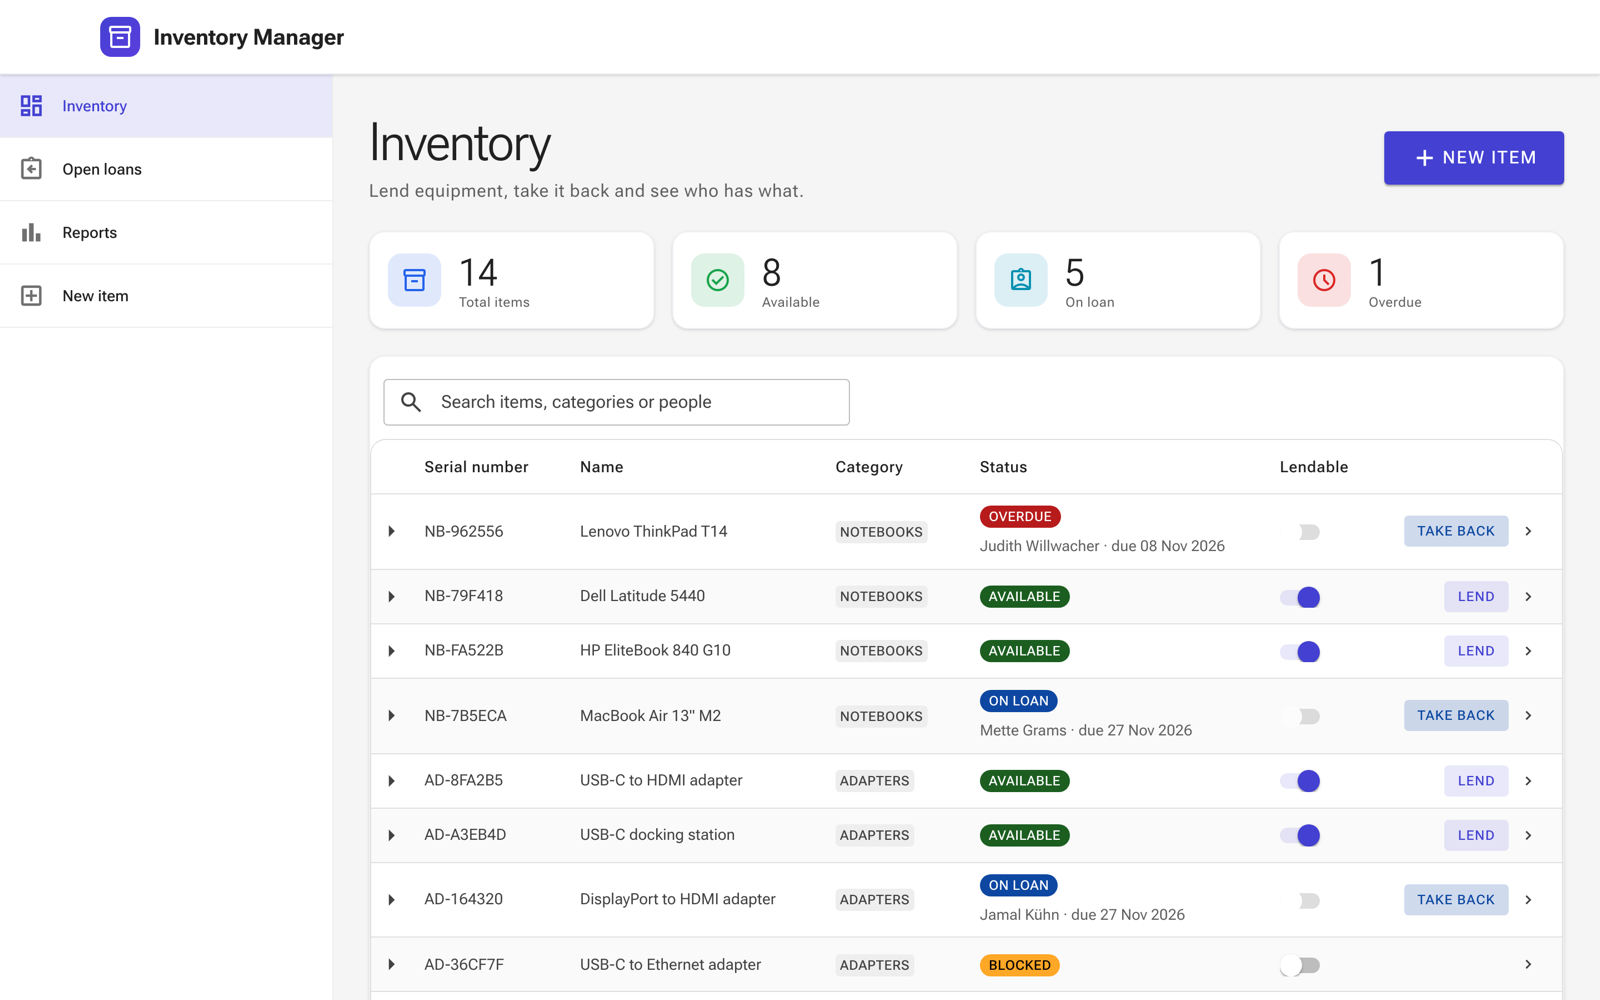 Inventory Manager
Inventory
Open loans
Reports
New item
Inventory
Lend equipment, take it back and see who has what.
NEW ITEM
14
Total items
8
Available
5
On loan
1
Overdue
Search items, categories or people
Serial number Name Category Status Lendable
NB-962556 Lenovo ThinkPad T14 NOTEBOOKS OVERDUE TAKE BACK
Judith Willwacher · due 08 Nov 2026
NB-79F418 Dell Latitude 5440 NOTEBOOKS AVAILABLE LEND
NB-FA522B HP EliteBook 840 G10 NOTEBOOKS AVAILABLE LEND
NB-7B5ECA MacBook Air 13" M2 NOTEBOOKS ON LOAN TAKE BACK
Mette Grams · due 27 Nov 2026
AD-8FA2B5 USB-C to HDMI adapter ADAPTERS AVAILABLE LEND
AD-A3EB4D USB-C docking station ADAPTERS AVAILABLE LEND
AD-164320 DisplayPort to HDMI adapter ADAPTERS ON LOAN TAKE BACK
Jamal Kühn · due 27 Nov 2026
AD-36CF7F USB-C to Ethernet adapter ADAPTERS BLOCKED